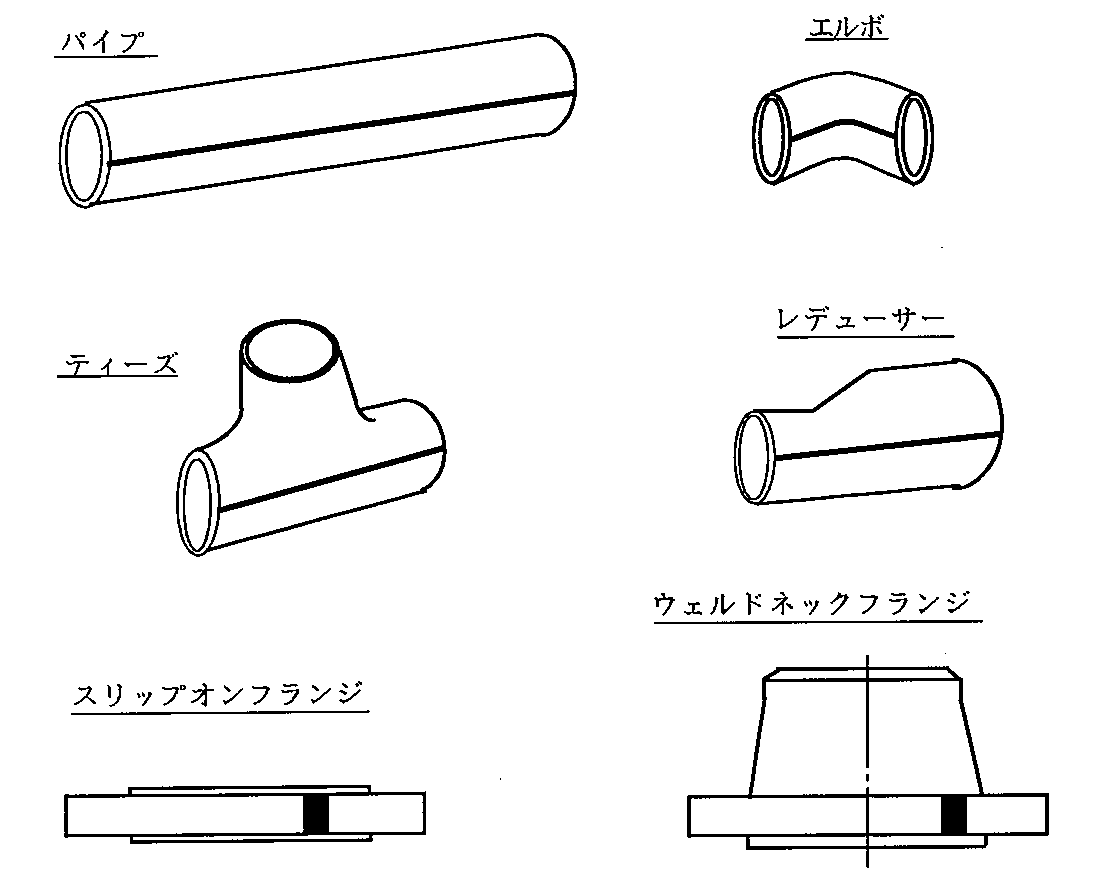 パイプ
エルボ
ティーズ
レデューサー
スリップオンフランジ
ウェルドネックフランジ